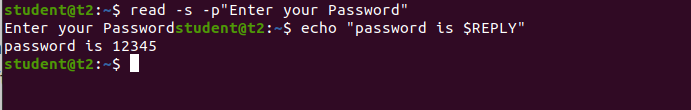 student@t2:~$ read -s -p"Enter your Password"
Enter your Passwordstudent@t2:~$ echo "password is $REPLY"
password is 12345
student@t2:~$